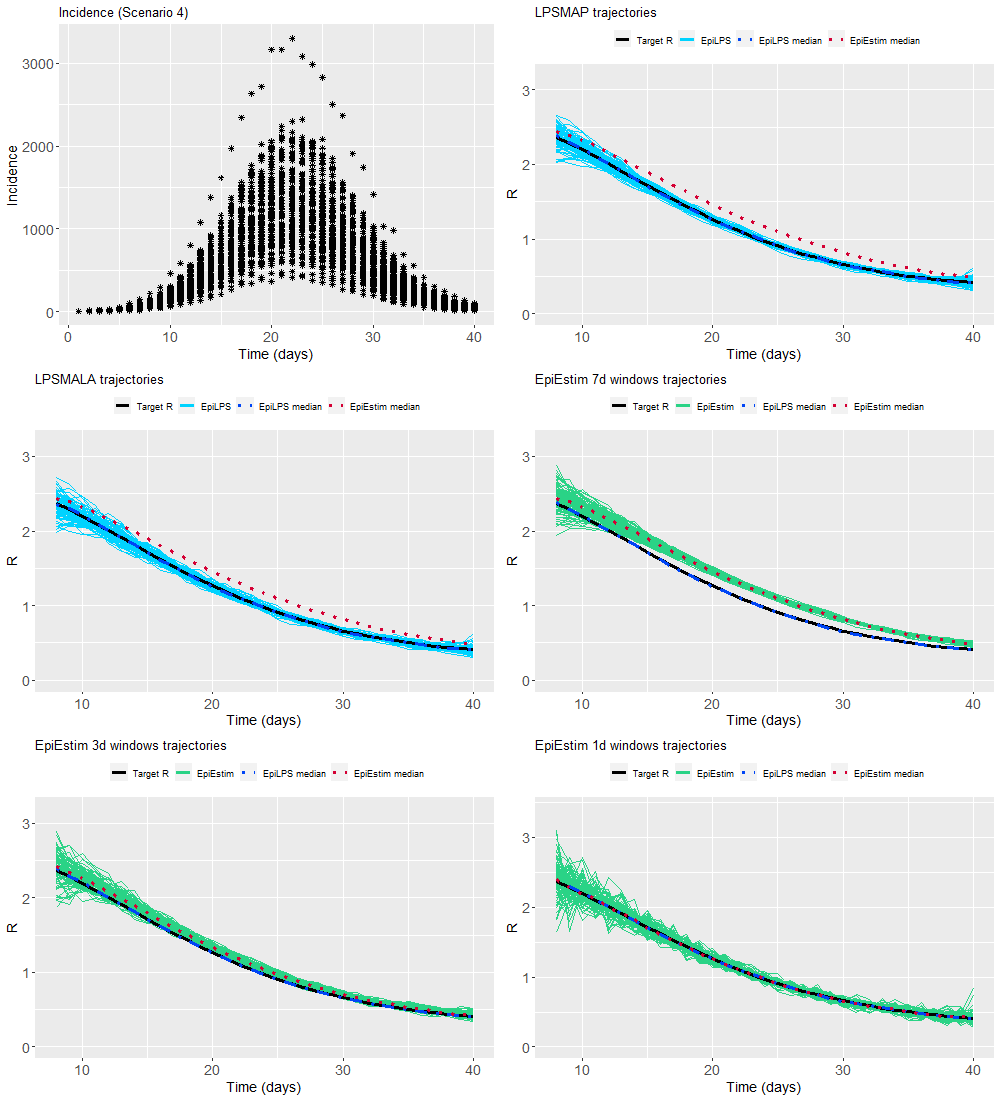 Incidence (Scenario 4)
3000
2000
1000
0
Incidence
0
10
20
30
40
Time (days)
LPSMAP trajectories
Target R
EpiLPS
EpiLPS median
EpiEstim median
3
2
1
0
R
10
20
30
40
Time (days)
LPSMALA trajectories
Target R
EpiLPS
EpiLPS median
EpiEstim median
3
2
1
0
R
10
20
30
40
Time (days)
EpiEstim 7d windows trajectories
Target R
EpiEstim
EpiLPS median
EpiEstim median
3
2
1
0
R
10
20
30
40
Time (days)
EpiEstim 3d windows trajectories
Target R
EpiEstim
EpiLPS median
EpiEstim median
3
2
1
0
R
10
20
30
40
Time (days)
EpiEstim 1d windows trajectories
Target R
EpiEstim
EpiLPS median
EpiEstim median
3
2
1
0
R
10
20
30
40
Time (days)